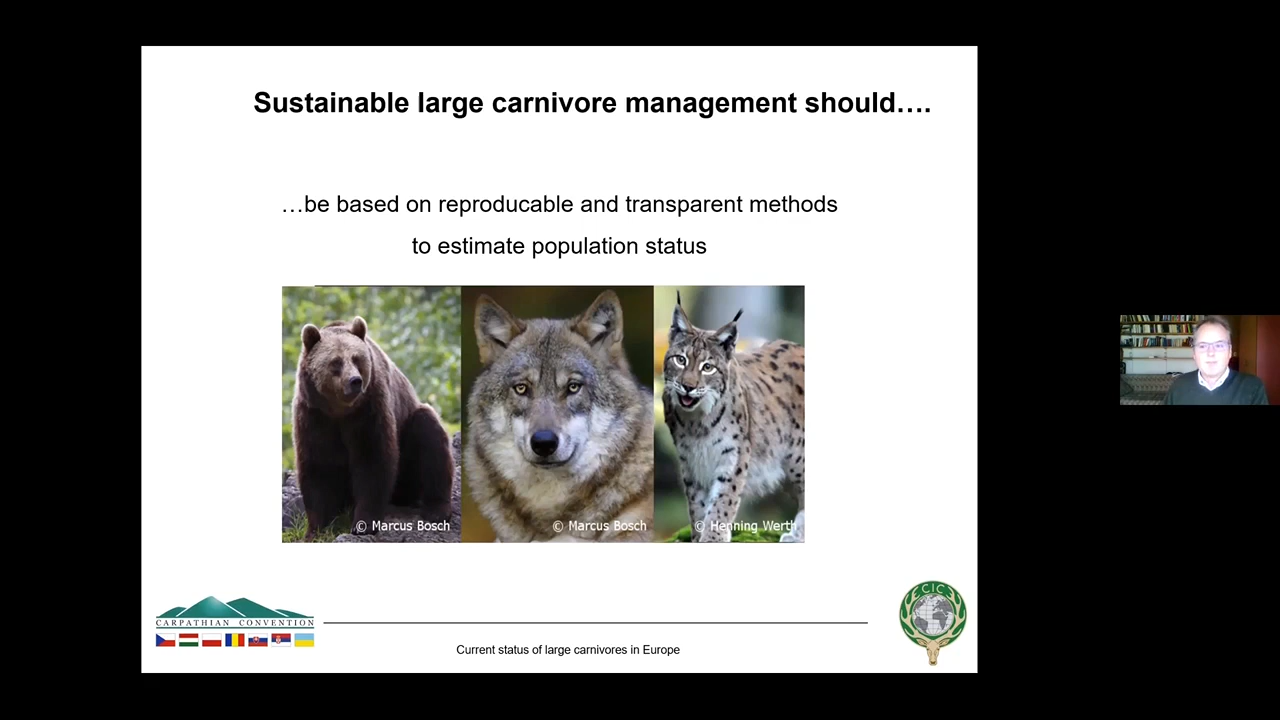 Sustainable large carnivore management should….
…be based on reproducable and transparent methods
to estimate population status
© Marcus Bosch
© Marcus Bosch
© Henning Werth
CARPATHIAN CONVENTION
CIC
Current status of large carnivores in Europe